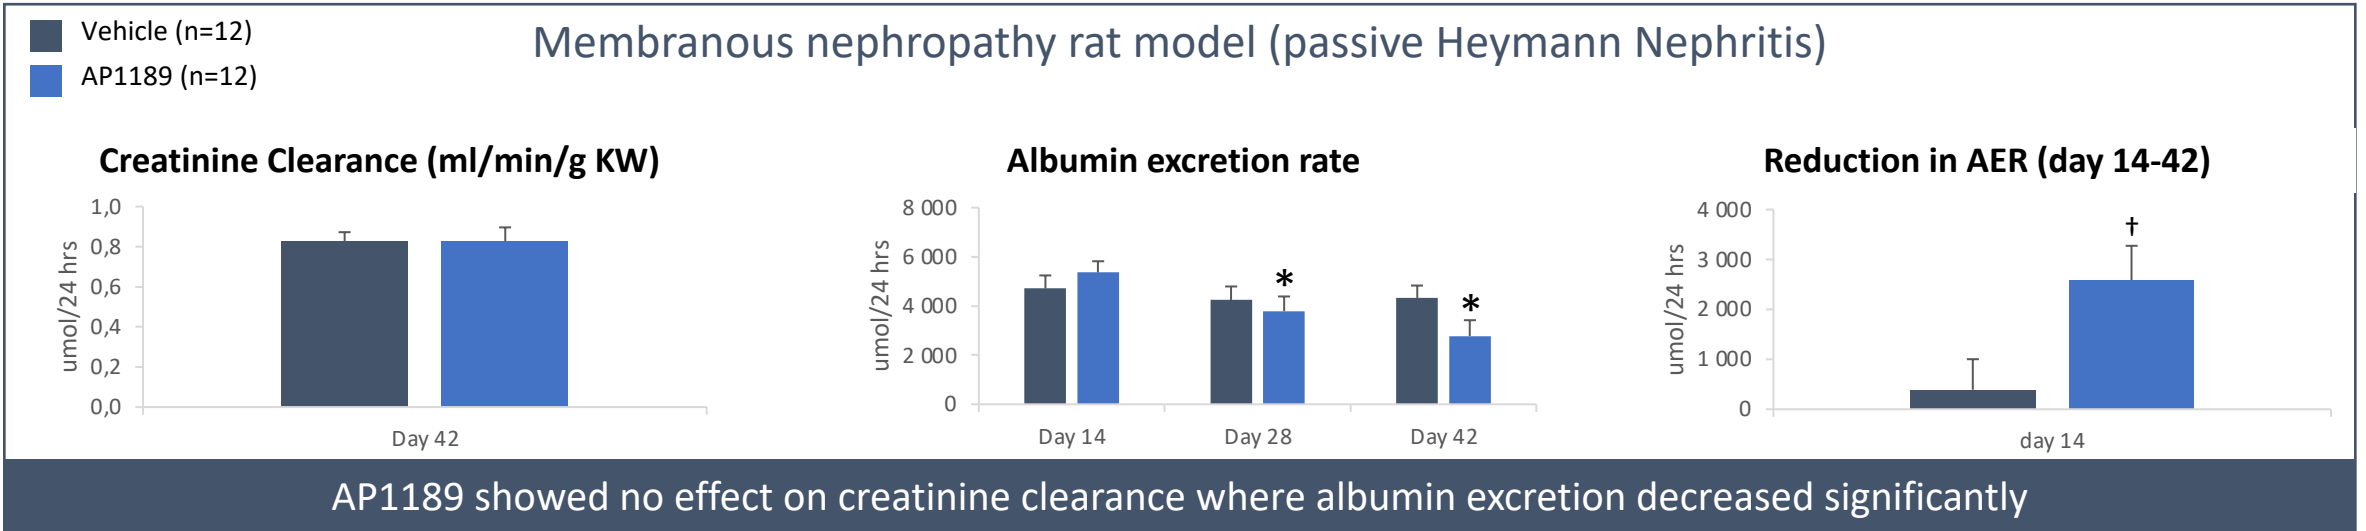 Vehicle (n=12)
AP1189 (n=12)
Membranous nephropathy rat model (passive Heymann Nephritis)
Creatinine Clearance (ml/min/g KW)
umol/24 hrs
1,0
0,8
0,6
0,4
0,2
0,0
Day 42
Albumin excretion rate
umol/24 hrs
8 000
6 000
4 000
2 000
0
*
*
Day 14
Day 28
Day 42
Reduction in AER (day 14-42)
umol/24 hrs
4 000
3 000
2 000
1 000
0
†
day 14
AP1189 showed no effect on creatinine clearance where albumin excretion decreased significantly